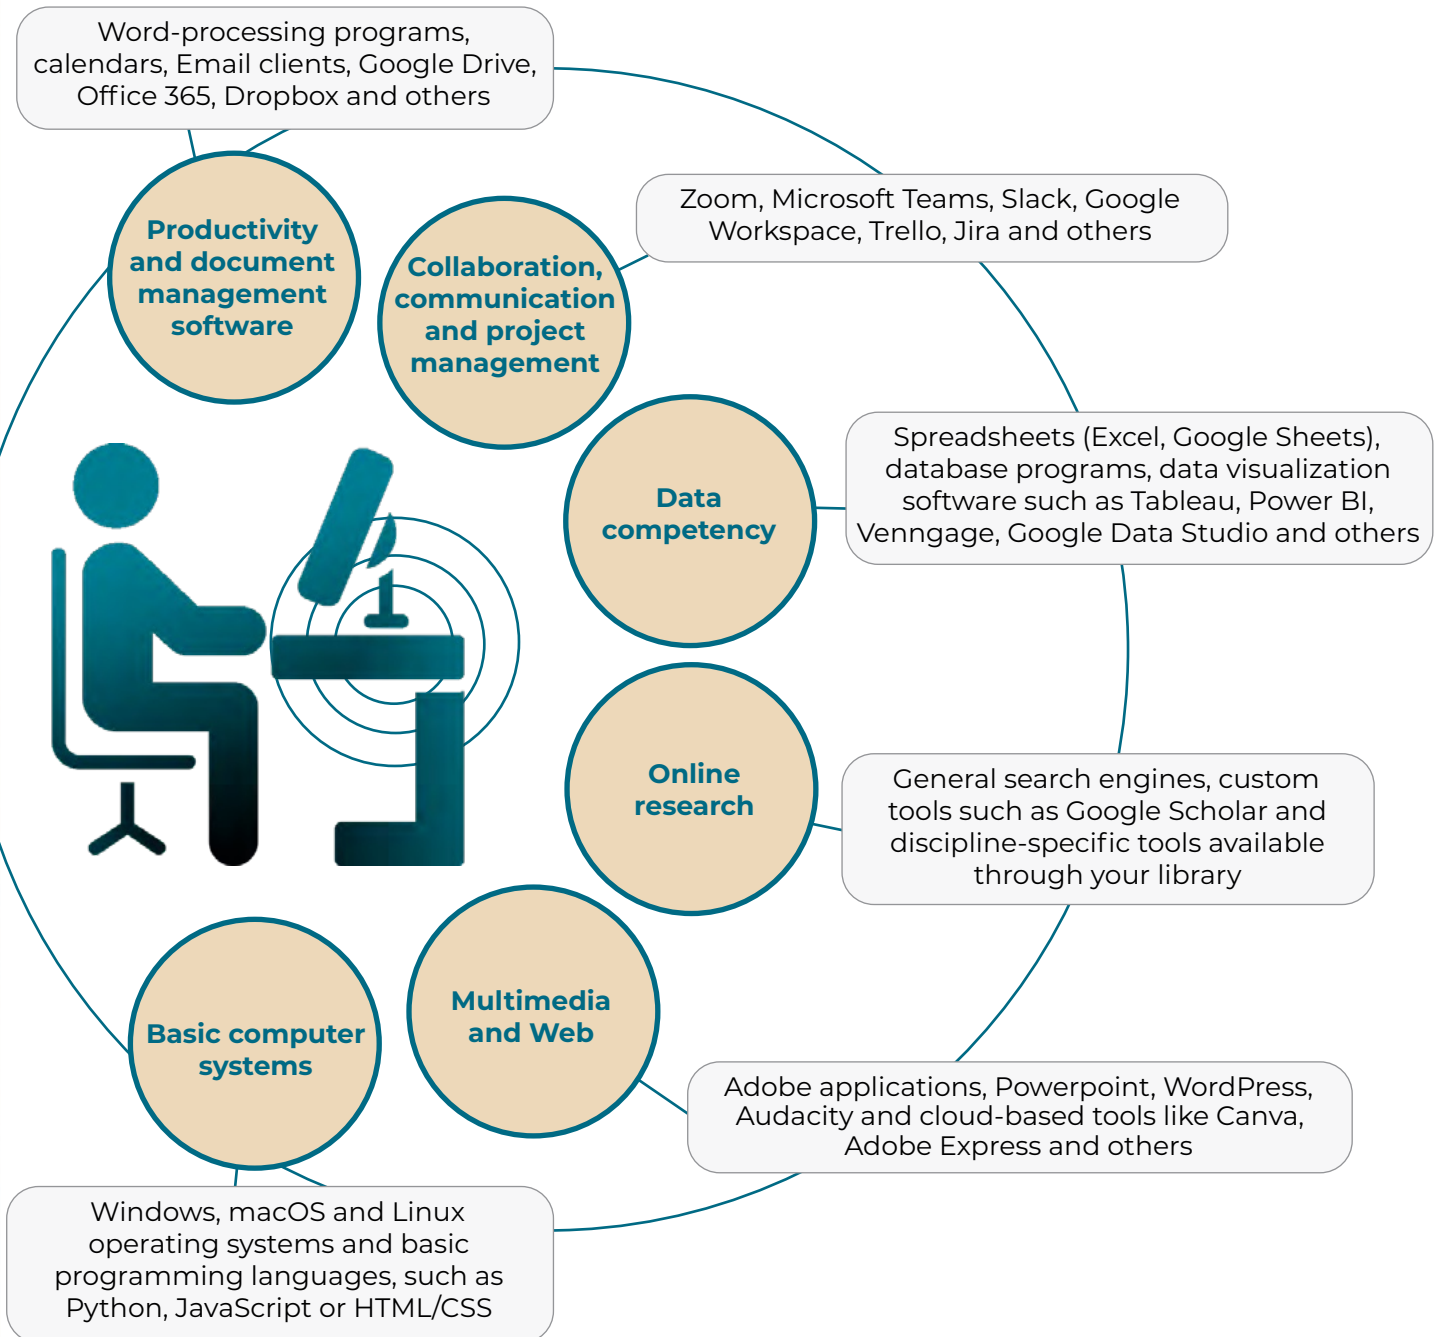 Word-processing programs,
calendars, Email clients, Google Drive,
Office 365, Dropbox and others
Productivity
and document
management
software
Zoom, Microsoft Teams, Slack, Google
Workspace, Trello, Jira and others
Collaboration,
communication
and project
management
Spreadsheets (Excel, Google Sheets),
database programs, data visualization
software such as Tableau, Power BI,
Venngage, Google Data Studio and others
Data
competency
Online
research
General search engines, custom
tools such as Google Scholar and
discipline-specific tools available
through your library
Multimedia
and Web
Adobe applications, Powerpoint, WordPress,
Audacity and cloud-based tools like Canva,
Adobe Express and others
Basic computer
systems
Windows, macOS and Linux
operating systems and basic
programming languages, such as
Python, JavaScript or HTML/CSS